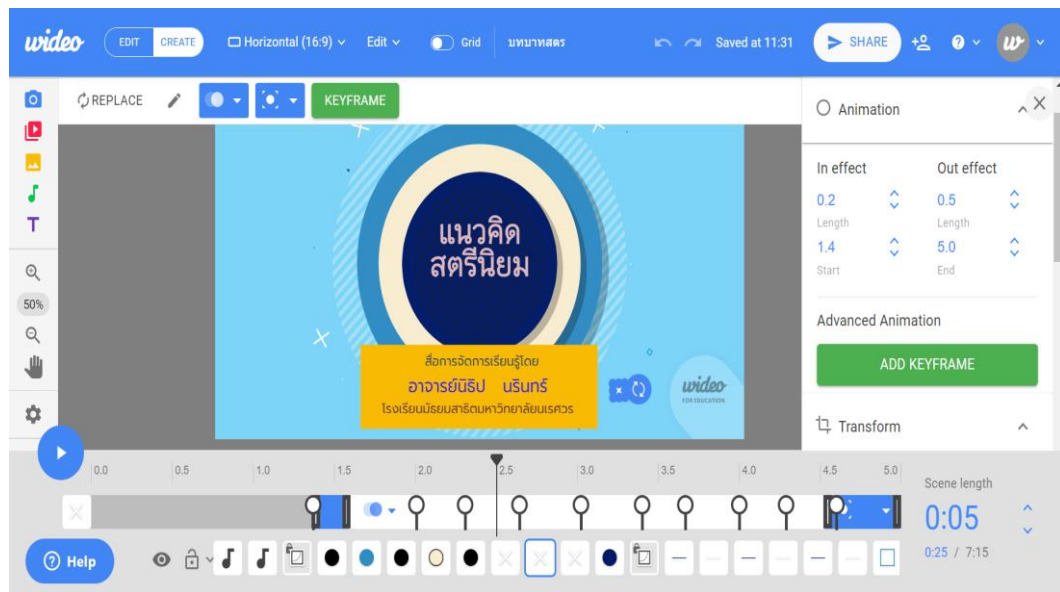 wideo
EDIT CREATE
Horizontal (16:9)
Edit
Grid
บทบาทสตร
Saved at 11:31
SHARE
?
w
REPLACE
KEYFRAME
Animation
In effect Out effect
0.2 0.5
Length Length
1.4 5.0
Start End
Advanced Animation
ADD KEYFRAME
Transform
T
50%
แนวคิด
สตรีนิยม
สื่อการจัดการเรียนรู้โดย
อาจารย์นิธิป นรินทร์
โรงเรียนมัธยมสาธิตมหาวิทยาลัยนเรศวร
wideo
FOR EDUCATION
0.0 0.5 1.0 1.5 2.0 2.5 3.0 3.5 4.0 4.5 5.0
Scene length
0:05
0:25 / 7:15
? Help